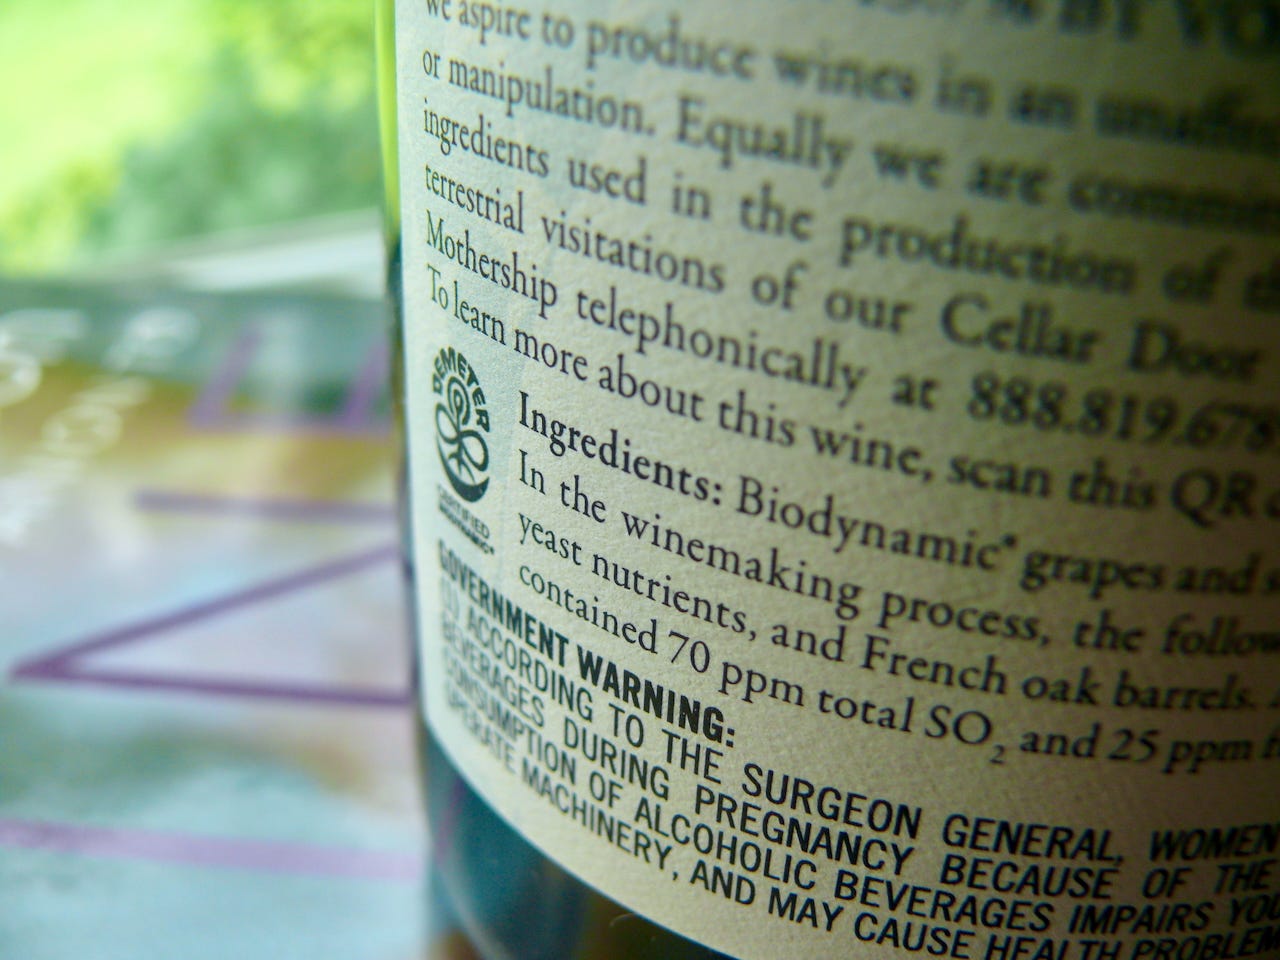 we aspire to produce wines in an
or manipulation. Equally we are
ingredients used in the production of
terrestrial visitations of our Cellar Door
Mothership telephonically at 888.819.678
To learn more about this wine, scan this QR
DEMETER
CERTIFIED
BIODYNAMIC®
Ingredients: Biodynamic® grapes and
In the winemaking process, the
yeast nutrients, and French oak barrels.
contained 70 ppm total SO₂ and 25 ppm
GOVERNMENT WARNING:
ACCORDING TO THE SURGEON GENERAL, WOMEN
BEVERAGES DURING PREGNANCY BECAUSE OF THE
CONSUMPTION OF ALCOHOLIC BEVERAGES IMPAIRS
OPERATE MACHINERY, AND MAY CAUSE HEALTH